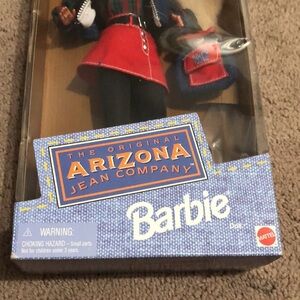 THE ORIGINAL
ARIZONA
JEAN COMPANY
Barbie
Doll
WARNING:
CHOKING HAZARD - Small parts.
Not for children under 3 years.
MATTEL